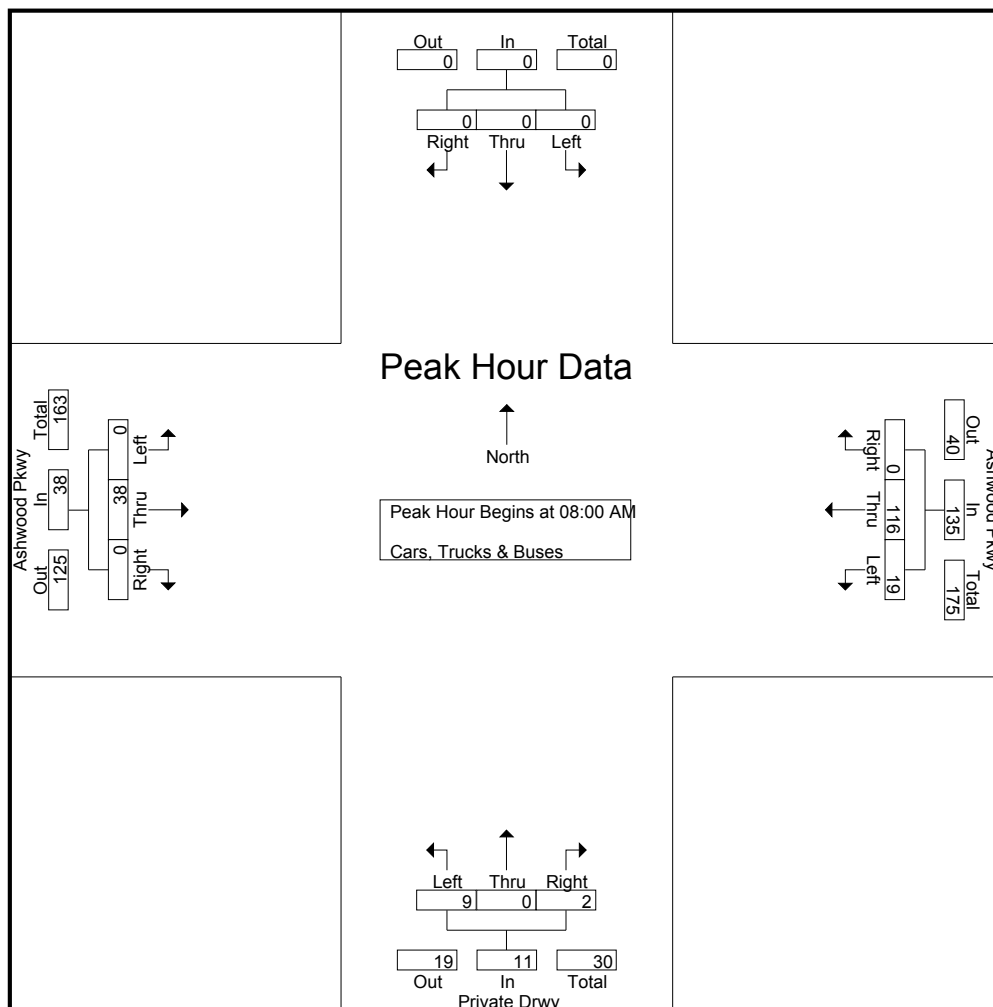 Out In Total
0 0 0
0 0 0
Right Thru Left
Peak Hour Data
North
Peak Hour Begins at 08:00 AM
Cars, Trucks & Buses
Ashwood Pkwy
Out In Total
125 38 163
Left Thru Right
0 38 0
Ashwood Pkwy
Out In Total
40 135 175
Right Thru Left
0 116 19
Left Thru Right
9 0 2
19 11 30
Out In Total
Private Drwy